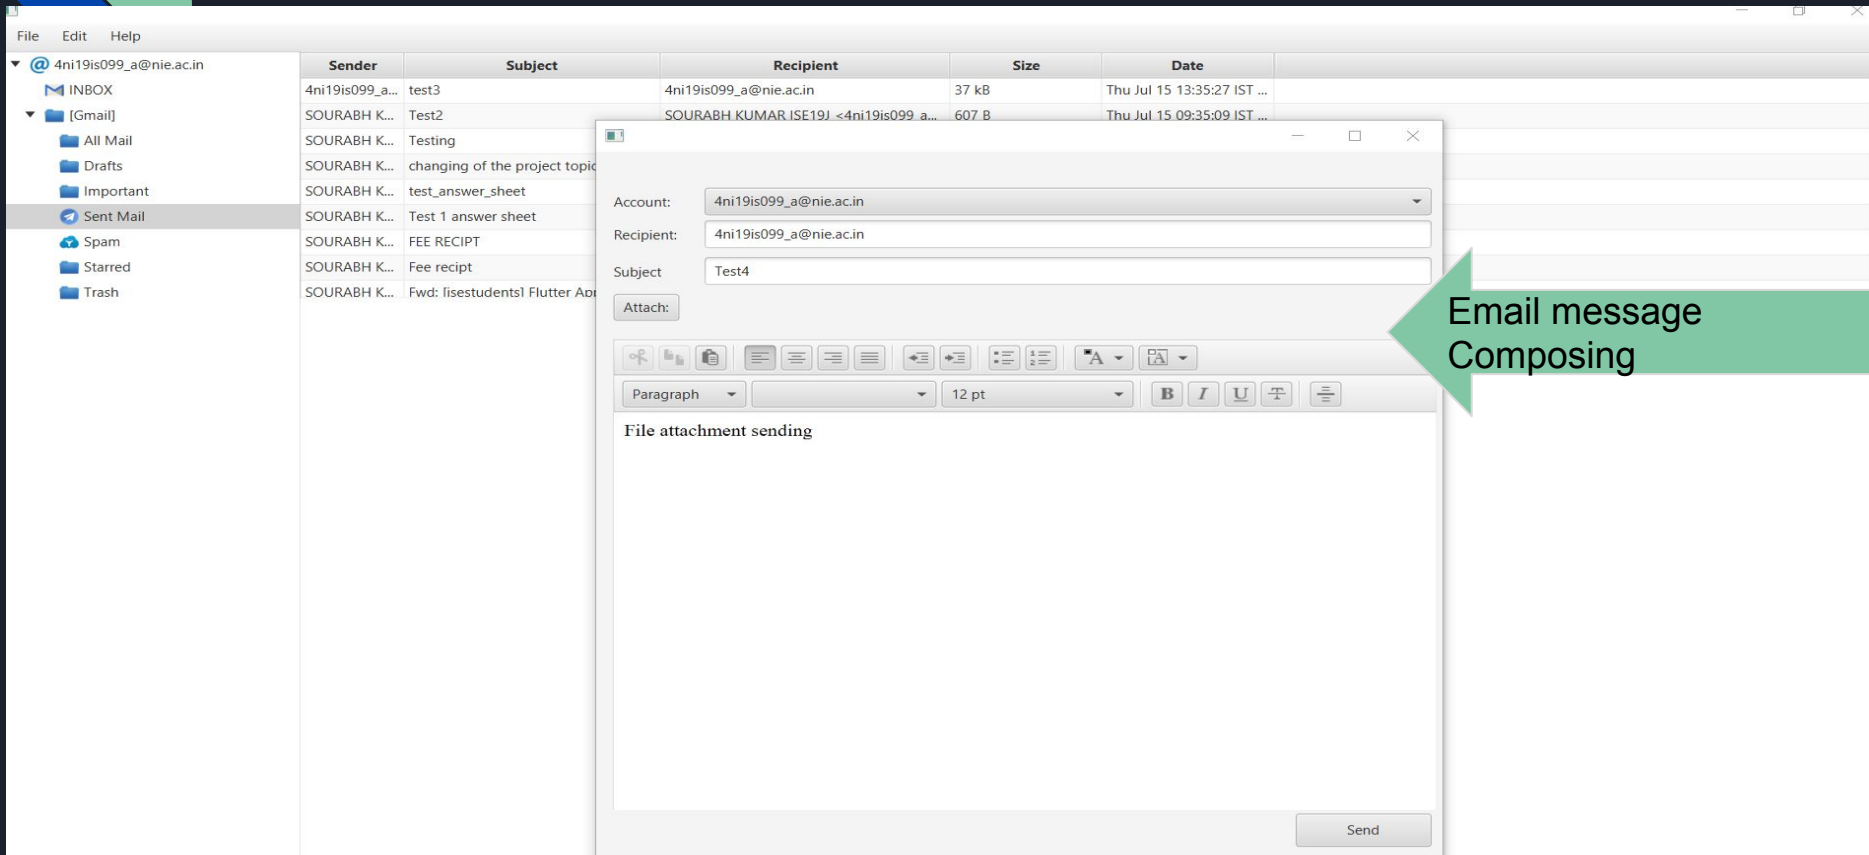 File Edit Help
4ni19is099_a@nie.ac.in
INBOX
[Gmail]
All Mail
Drafts
Important
Sent Mail
Spam
Starred
Trash
Sender Subject Recipient Size Date
4ni19is099_a... test3 4ni19is099_a@nie.ac.in 37 kB Thu Jul 15 13:35:27 IST ...
SOURABH K... Test2 SOURABH KUMAR ISE19J <4ni19is099_a... 607 B Thu Jul 15 09:35:09 IST ...
SOURABH K... Testing
SOURABH K... changing of the project topic
SOURABH K... test_answer_sheet
SOURABH K... Test 1 answer sheet
SOURABH K... FEE RECIPT
SOURABH K... Fee recipt
SOURABH K... Fwd: [isestudents] Flutter
Account: 4ni19is099_a@nie.ac.in
Recipient: 4ni19is099_a@nie.ac.in
Subject Test4
Attach:
Paragraph 12 pt B I U T
File attachment sending
Send
Email message
Composing